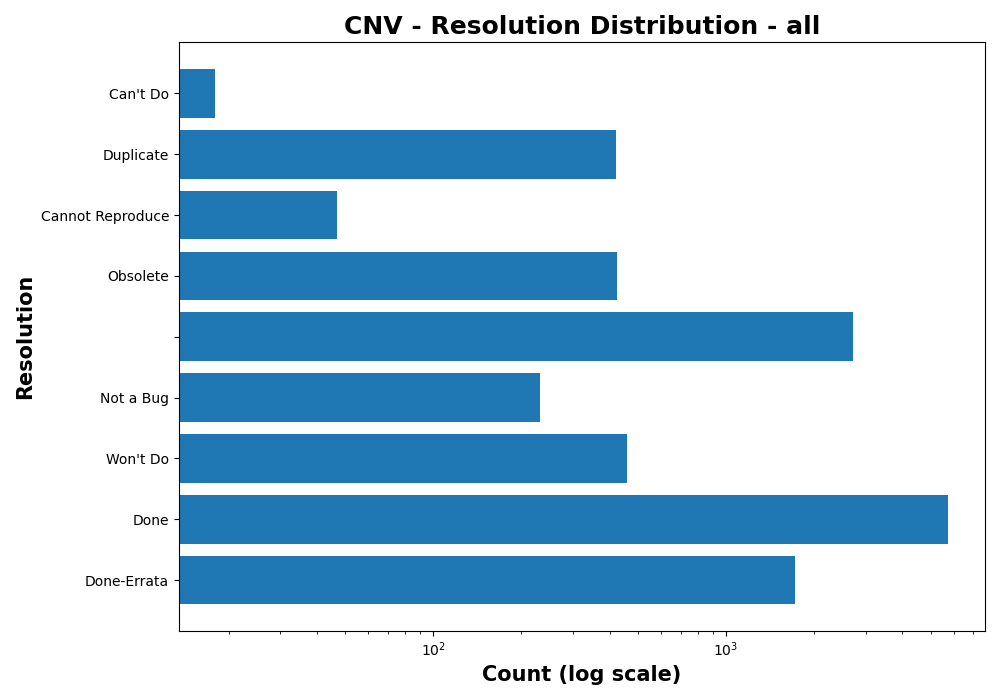 CNV - Resolution Distribution - all
Can't Do
Duplicate
Cannot Reproduce
Obsolete
Not a Bug
Won't Do
Done
Done-Errata
Resolution
10²
10³
Count (log scale)